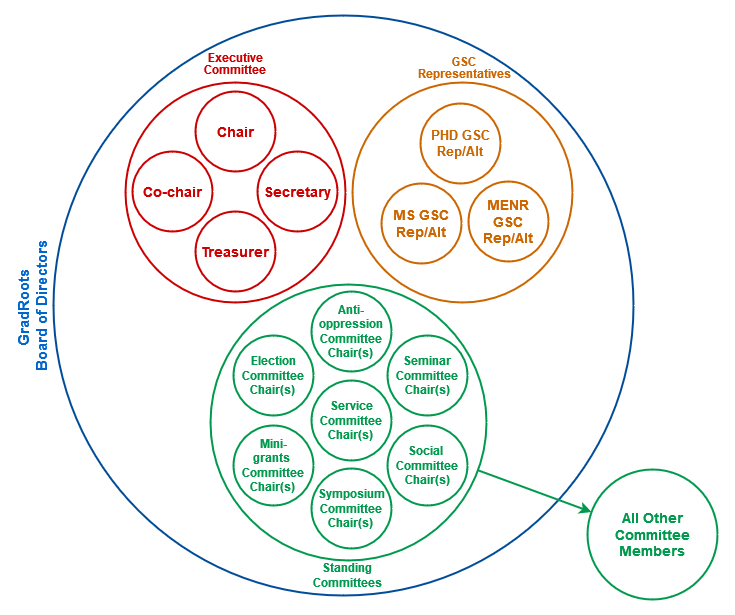 Executive
Committee
Chair
Co-chair
Secretary
Treasurer
GSC
Representatives
PHD GSC
Rep/Alt
MS GSC
Rep/Alt
MENR
GSC
Rep/Alt
GradRoots
Board of Directors
Anti-
oppression
Committee
Chair(s)
Election
Committee
Chair(s)
Seminar
Committee
Chair(s)
Service
Committee
Chair(s)
Mini-
grants
Committee
Chair(s)
Social
Committee
Chair(s)
Symposium
Committee
Chair(s)
Standing
Committees
All Other
Committee
Members